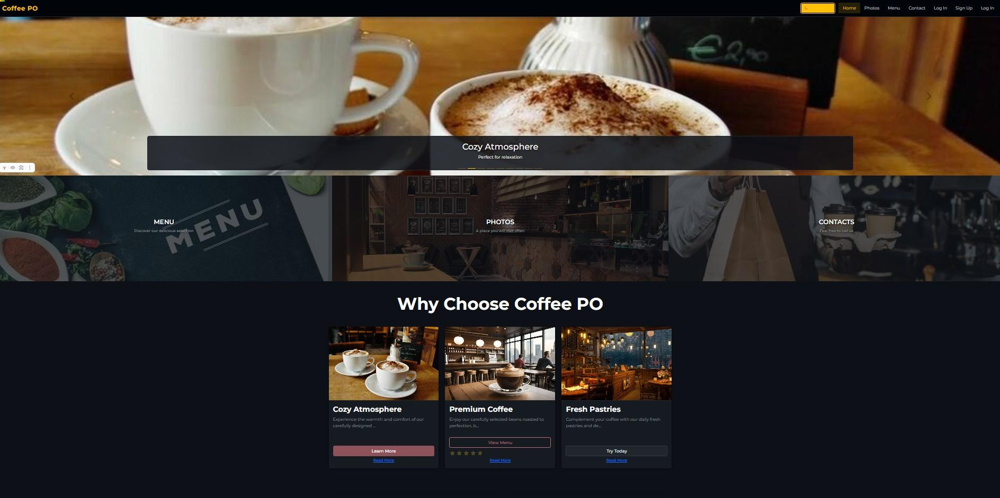 Coffee PO
Home Photos Menu Contact Log In Sign Up Log In
€2,90
Cozy Atmosphere
Perfect for relaxation
MENU
MENU
Discover our delicious selection
PHOTOS
A place you will visit often
CONTACTS
Feel free to call us
Why Choose Coffee PO
Cozy Atmosphere
Experience the warmth and comfort of our
carefully designed ...
Learn More
Read More
Premium Coffee
Enjoy our carefully selected beans roasted to
perfection, b...
View Menu
Read More
Fresh Pastries
Complement your coffee with our daily fresh
pastries and de...
Try Today
Read More